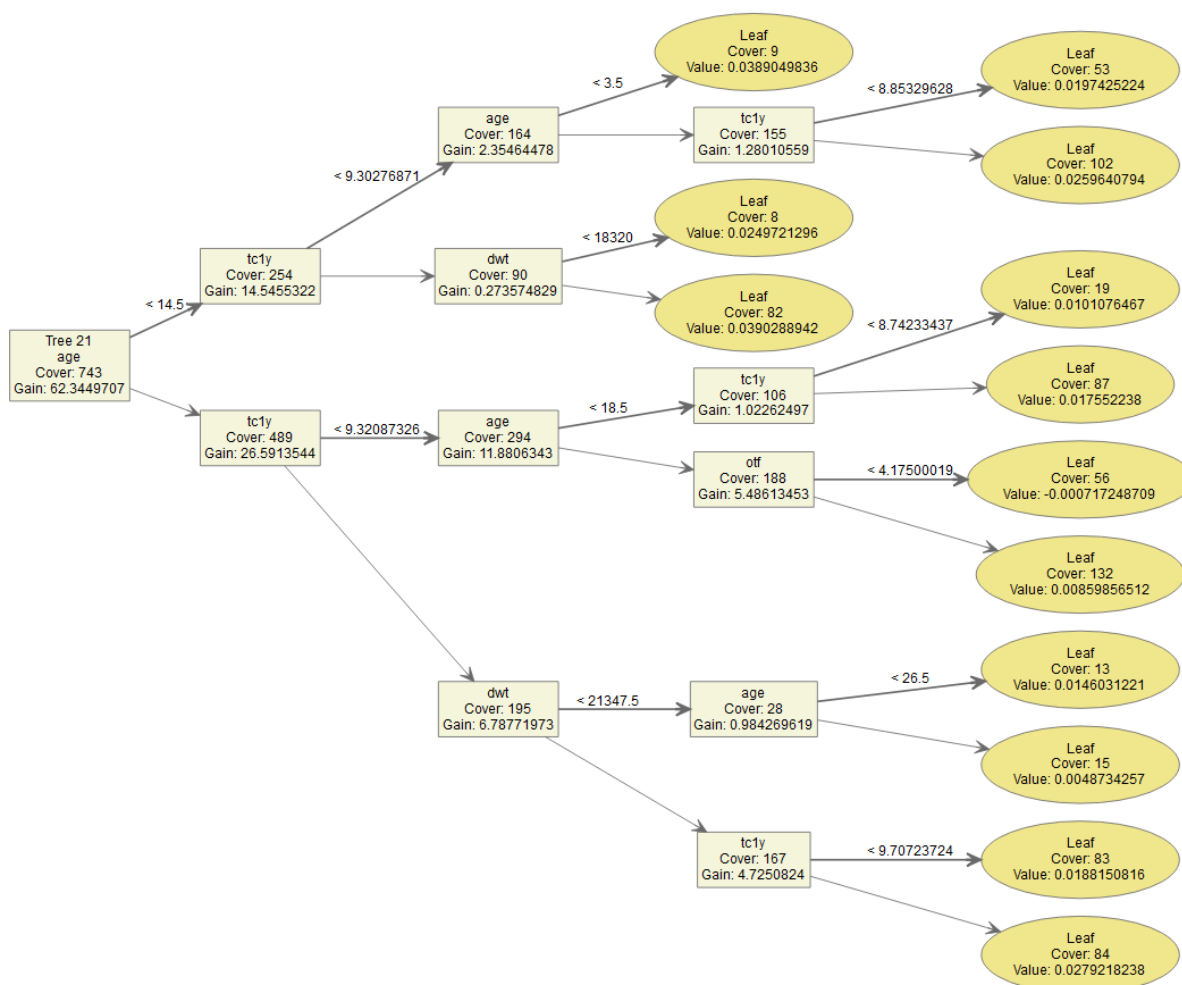 Leaf
Cover: 9
Value: 0.0389049836
Leaf
Cover: 53
Value: 0.0197425224
< 3.5
< 8.85329628
age
Cover: 164
Gain: 2.35464478
tc1y
Cover: 155
Gain: 1.28010559
Leaf
Cover: 102
Value: 0.0259640794
< 9.30276871
Leaf
Cover: 8
Value: 0.0249721296
< 18320
tc1y
Cover: 254
Gain: 14.5455322
dwt
Cover: 90
Gain: 0.273574829
Leaf
Cover: 19
Value: 0.0101076467
< 14.5
Leaf
Cover: 82
Value: 0.0390288942
< 8.74233437
Tree 21
age
Cover: 743
Gain: 62.3449707
tc1y
Cover: 106
Gain: 1.02262497
Leaf
Cover: 87
Value: 0.017552238
< 18.5
tc1y
Cover: 489
Gain: 26.5913544
< 9.32087326
age
Cover: 294
Gain: 11.8806343
otf
Cover: 188
Gain: 5.48613453
< 4.17500019
Leaf
Cover: 56
Value: -0.000717248709
Leaf
Cover: 132
Value: 0.00859856512
Leaf
Cover: 13
Value: 0.0146031221
< 26.5
dwt
Cover: 195
Gain: 6.78771973
< 21347.5
age
Cover: 28
Gain: 0.984269619
Leaf
Cover: 15
Value: 0.0048734257
tc1y
Cover: 167
Gain: 4.7250824
< 9.70723724
Leaf
Cover: 83
Value: 0.0188150816
Leaf
Cover: 84
Value: 0.0279218238